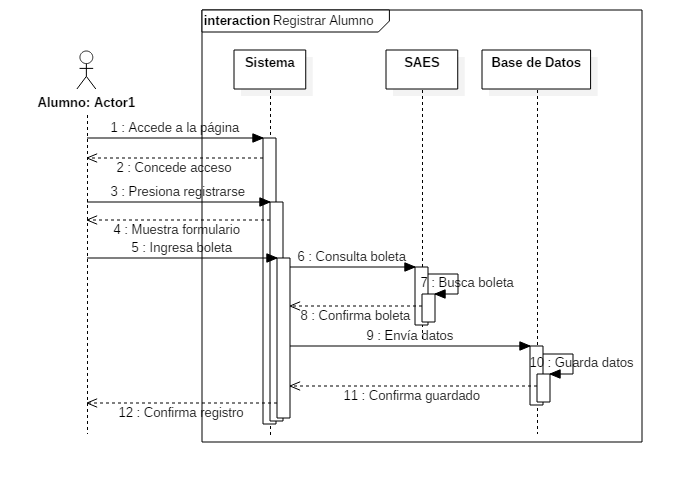 interaction Registrar Alumno
Sistema
SAES
Base de Datos
Alumno: Actor1
1 : Accede a la página
2 : Concede acceso
3 : Presiona registrarse
4 : Muestra formulario
5 : Ingresa boleta
6 : Consulta boleta
7 : Busca boleta
8 : Confirma boleta
9 : Envía datos
10 : Guarda datos
11 : Confirma guardado
12 : Confirma registro